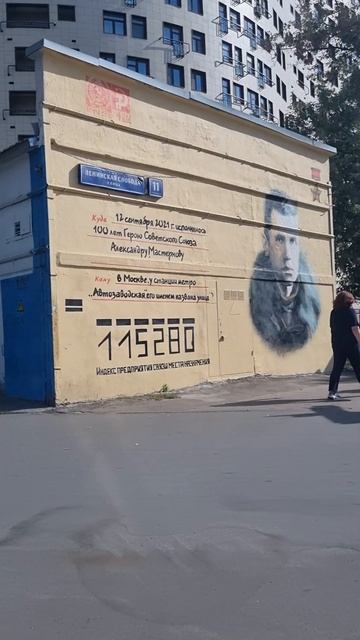 ЛЕНИНСКАЯ СЛОБОДА
УЛИЦА
11
Куда 12 сентября 2021 г. исполнилось
100 лет Герою Советского Союза
Александру Мастеркову
Кому В Москве, у станции метро
„Автозаводская" его именем названа улица
115280
ИНДЕКС ПРЕДПРИЯТИЯ СВЯЗИ МЕСТА НАЗНАЧЕНИЯ